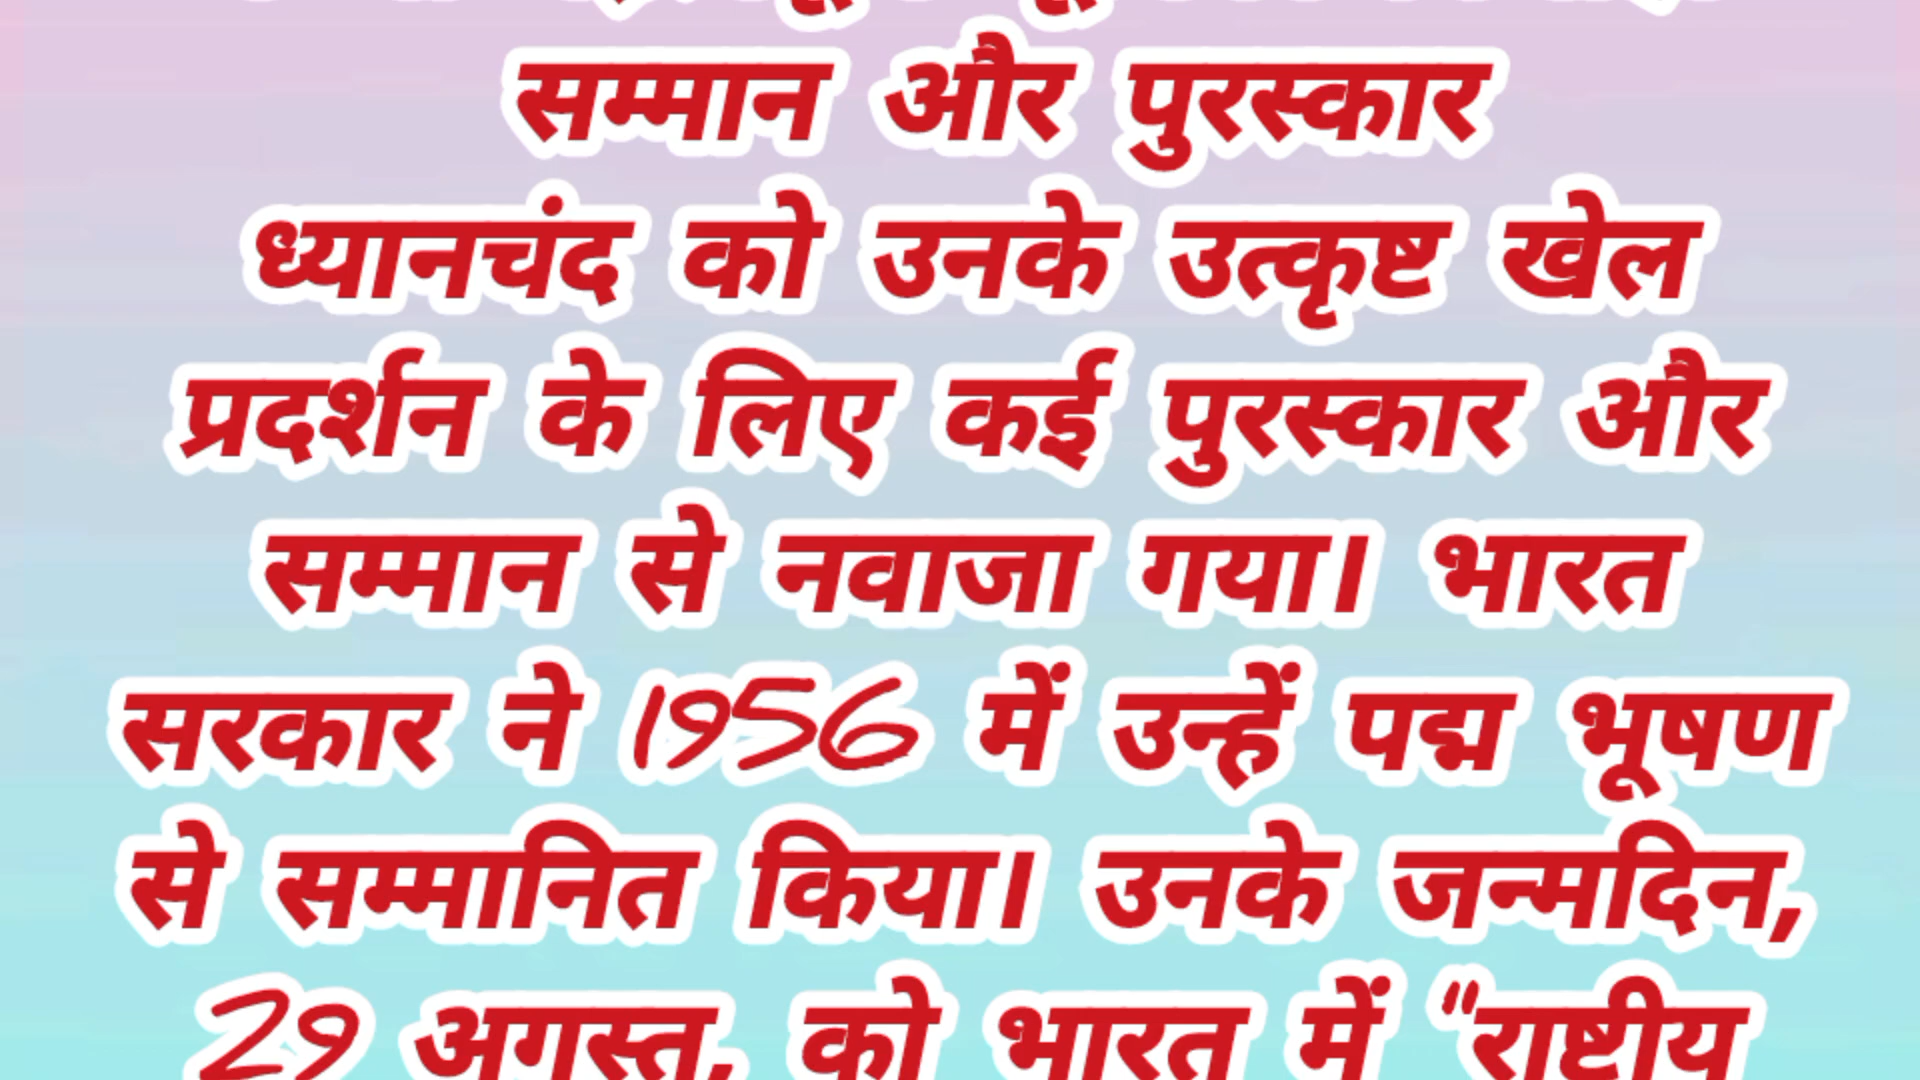 सम्मान और पुरस्कार
ध्यानचंद को उनके उत्कृष्ट खेल
प्रदर्शन के लिए कई पुरस्कार और
सम्मान से नवाजा गया। भारत
सरकार ने 1956 में उन्हें पद्म भूषण
से सम्मानित किया। उनके जन्मदिन,
29 अगस्त, को भारत में “राष्ट्रीय